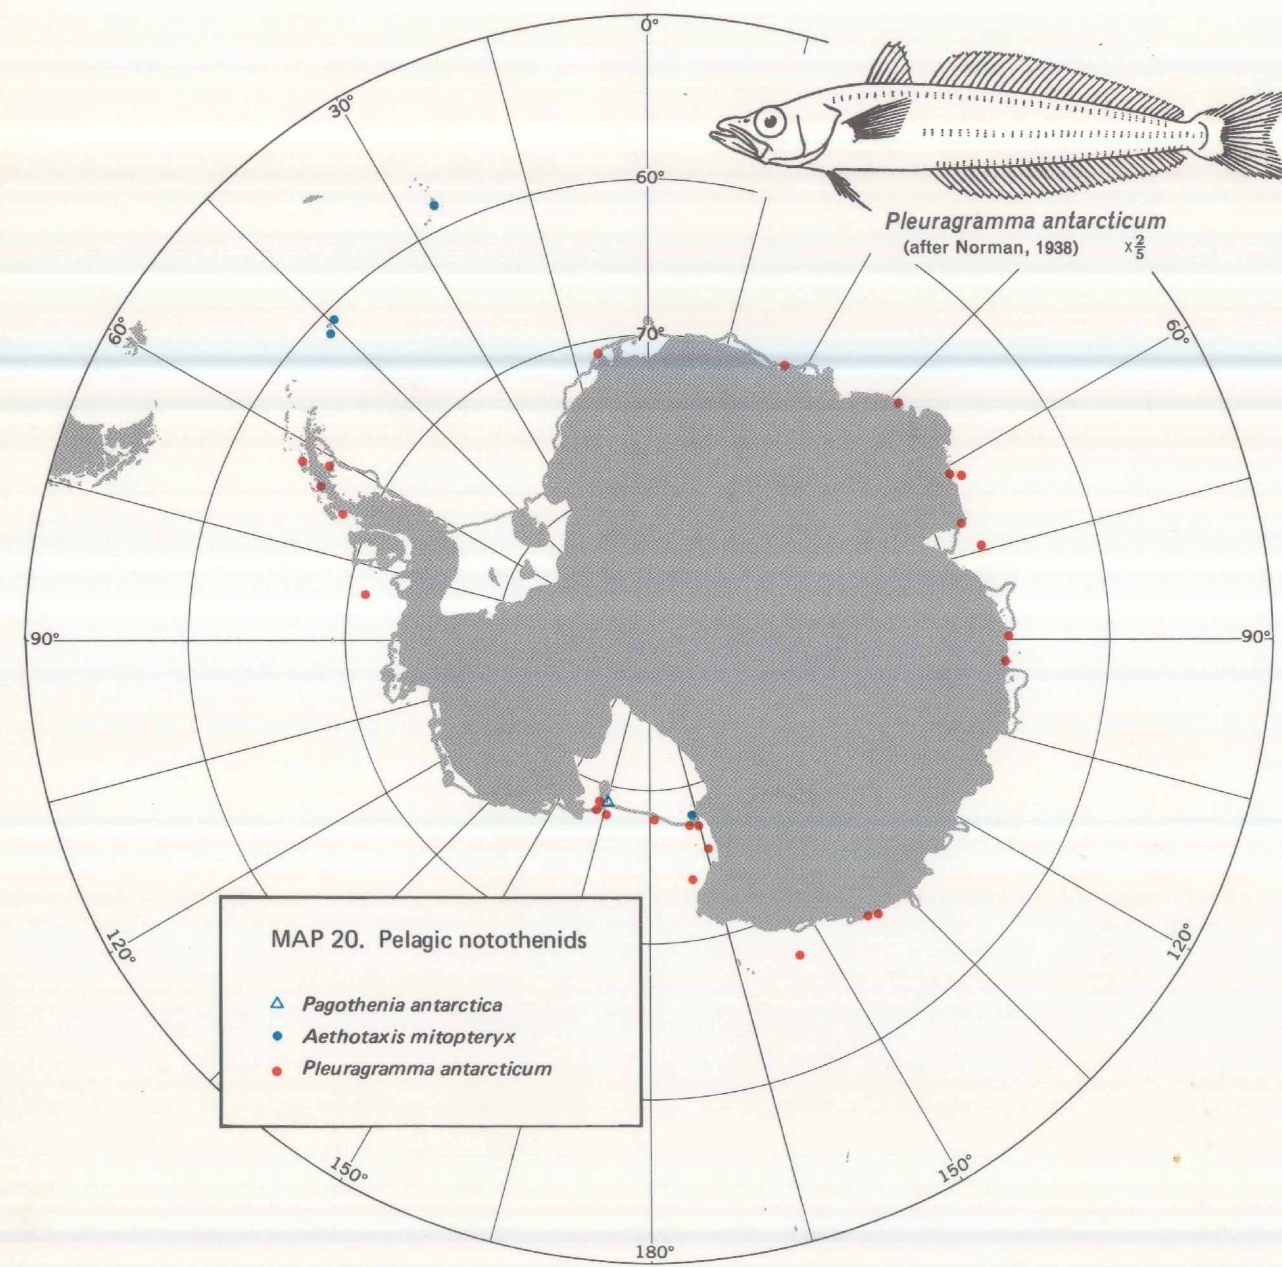 0°
30°
60°
Pleuragramma antarcticum
(after Norman, 1938) x 2/5
60°
70°
60°
90°
90°
120°
120°
MAP 20. Pelagic notothenids
Pagothenia antarctica
Aethotaxis mitopteryx
Pleuragramma antarcticum
150°
150°
180°